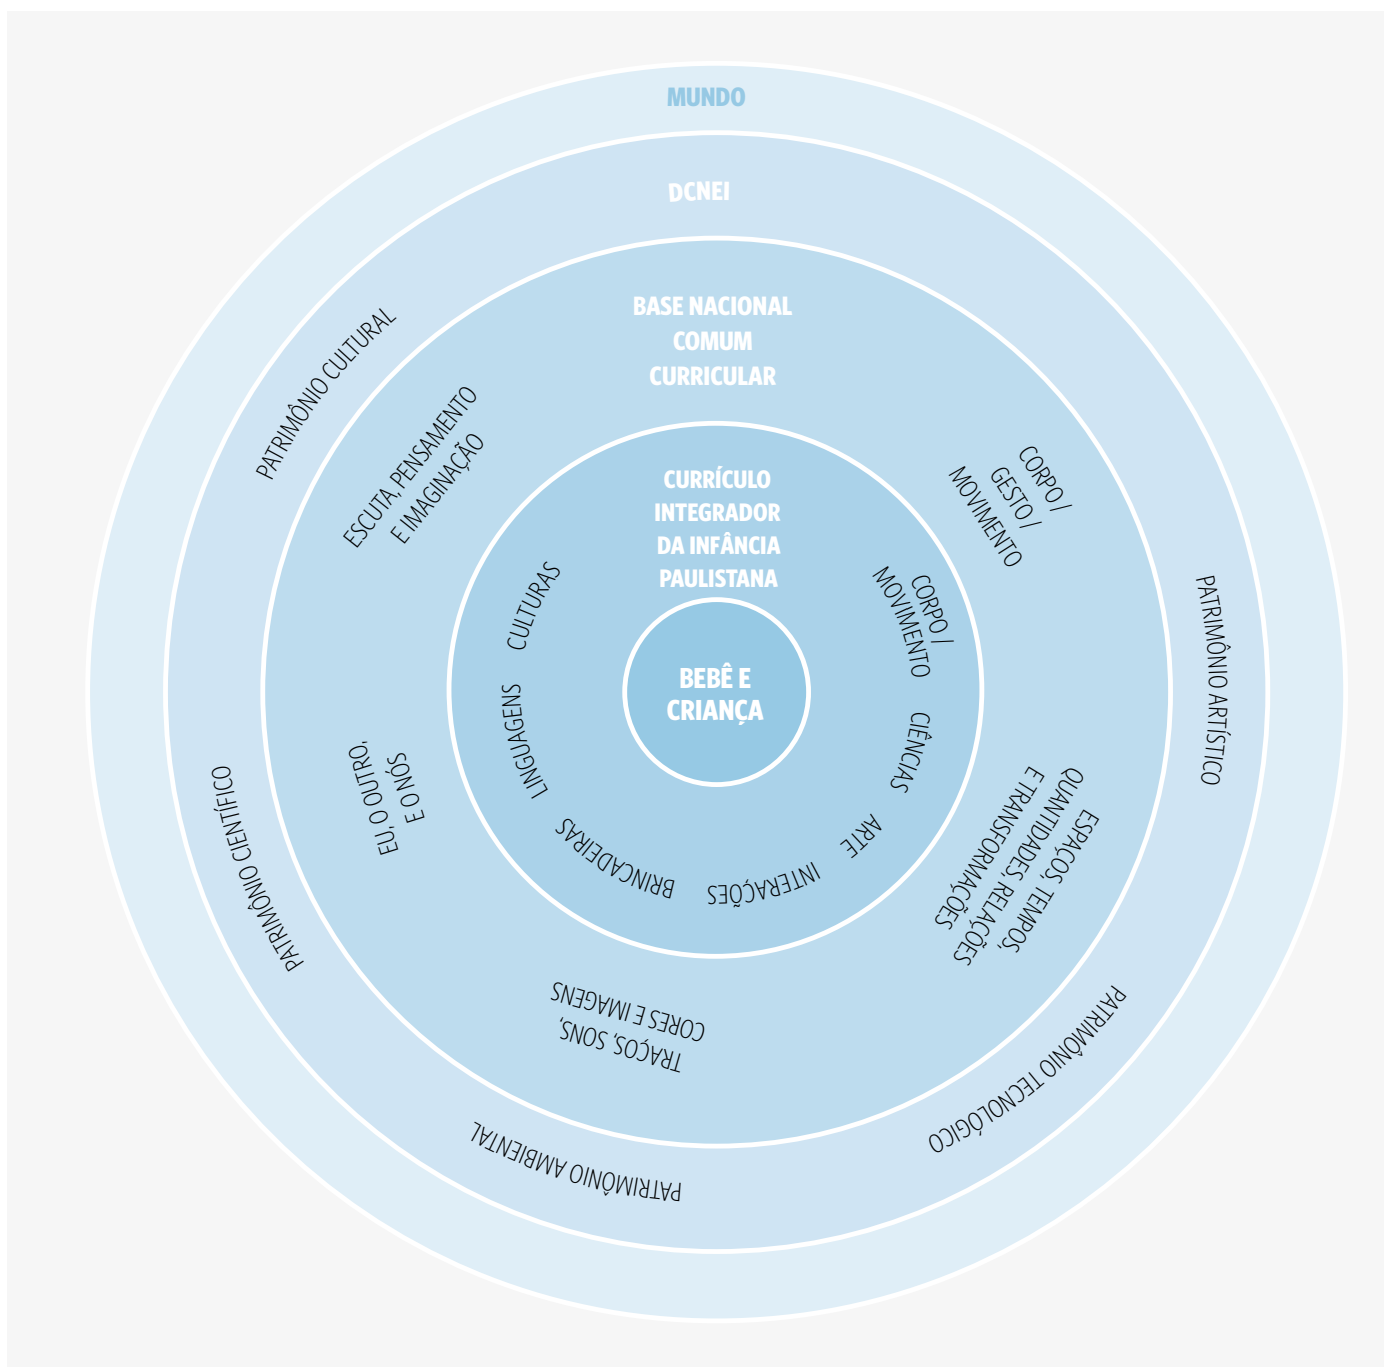 MUNDO
DCNEI
PATRIMÔNIO CULTURAL
PATRIMÔNIO ARTÍSTICO
PATRIMÔNIO TECNOLÓGICO
PATRIMÔNIO AMBIENTAL
PATRIMÔNIO CIENTÍFICO
BASE NACIONAL
COMUM
CURRICULAR
ESCUTA, PENSAMENTO
E IMAGINAÇÃO
CORPO /
GESTO /
MOVIMENTO
ESPAÇOS, TEMPOS,
QUANTIDADES, RELAÇÕES
E TRANSFORMAÇÕES
TRAÇOS, SONS,
CORES E IMAGENS
EU, O OUTRO,
E O NÓS
CURRÍCULO
INTEGRADOR
DA INFÂNCIA
PAULISTANA
CULTURAS
CORPO /
MOVIMENTO
CIÊNCIAS
ARTE
INTERAÇÕES
BRINCADEIRAS
LINGUAGENS
BEBÊ E
CRIANÇA